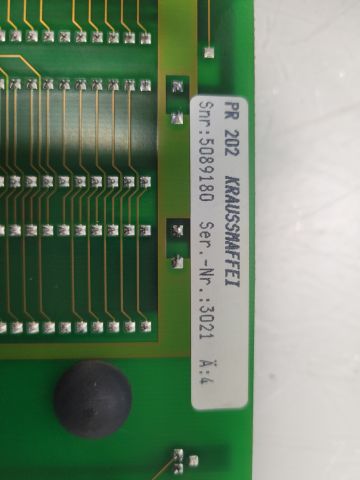 PR 202 KRAUSSMAFFEI
Snr:5089180 Ser.-Nr.:3021 Ä:4